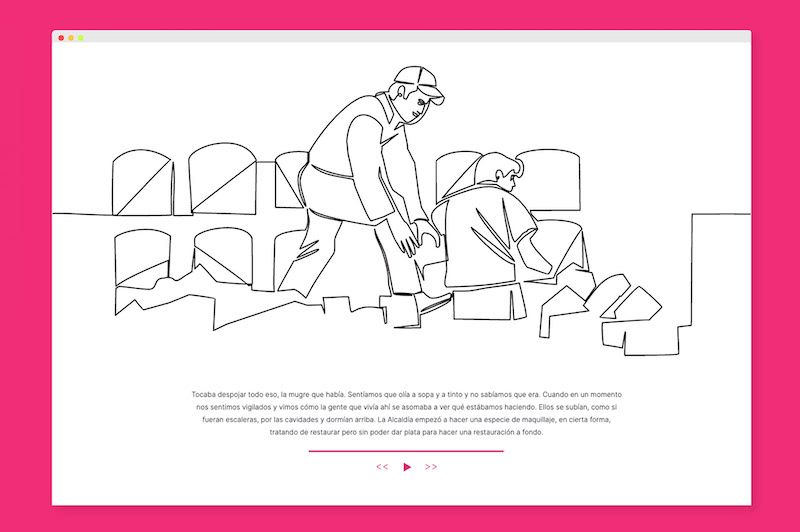 Tocaba despojar todo eso, la mugre que había. Sentíamos que olía a sopa y a tinto y no sabíamos que era. Cuando en un momento
nos sentimos vigilados y vimos cómo la gente que vivía ahí se asomaba a ver qué estábamos haciendo. Ellos se subían, como si
fueran escaleras, por las cavidades y dormían arriba. La Alcaldía empezó a hacer una especie de maquillaje, en cierta forma,
tratando de restaurar pero sin poder dar plata para hacer una restauración a fondo.
<< >>